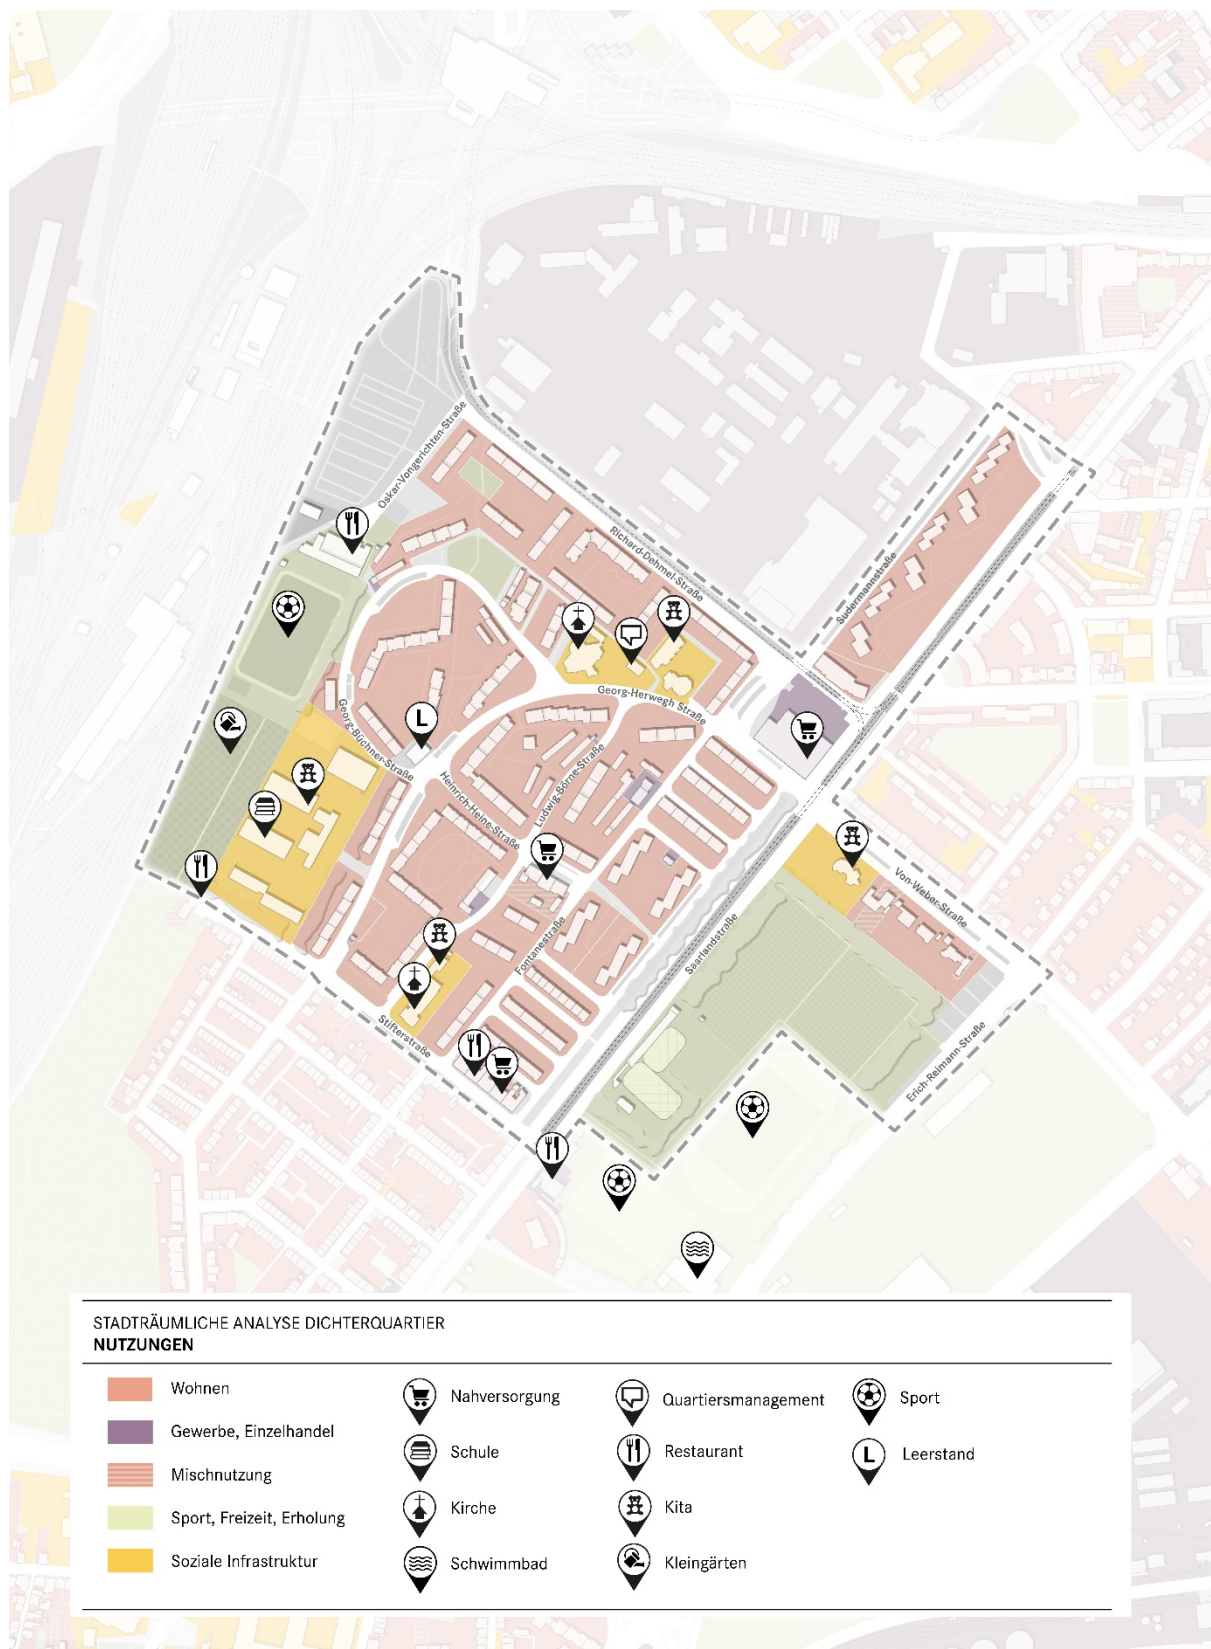 Oskar-Vongerichten-Straße
Richard-Dehmel-Straße
Sudermannstraße
Georg-Herwegh Straße
Georg-Büchner-Straße
L
Heinrich-Heine-Straße
Ludwig-Börne-Straße
Von-Weber-Straße
Fontanestraße
Saarlandstraße
Stifterstraße
Erich-Reimann-Straße
STADTRÄUMLICHE ANALYSE DICHTERQUARTIER
NUTZUNGEN
Wohnen
Gewerbe, Einzelhandel
Mischnutzung
Sport, Freizeit, Erholung
Soziale Infrastruktur
Nahversorgung
Schule
Kirche
Schwimmbad
Quartiersmanagement
Restaurant
Kita
Kleingärten
Sport
L Leerstand